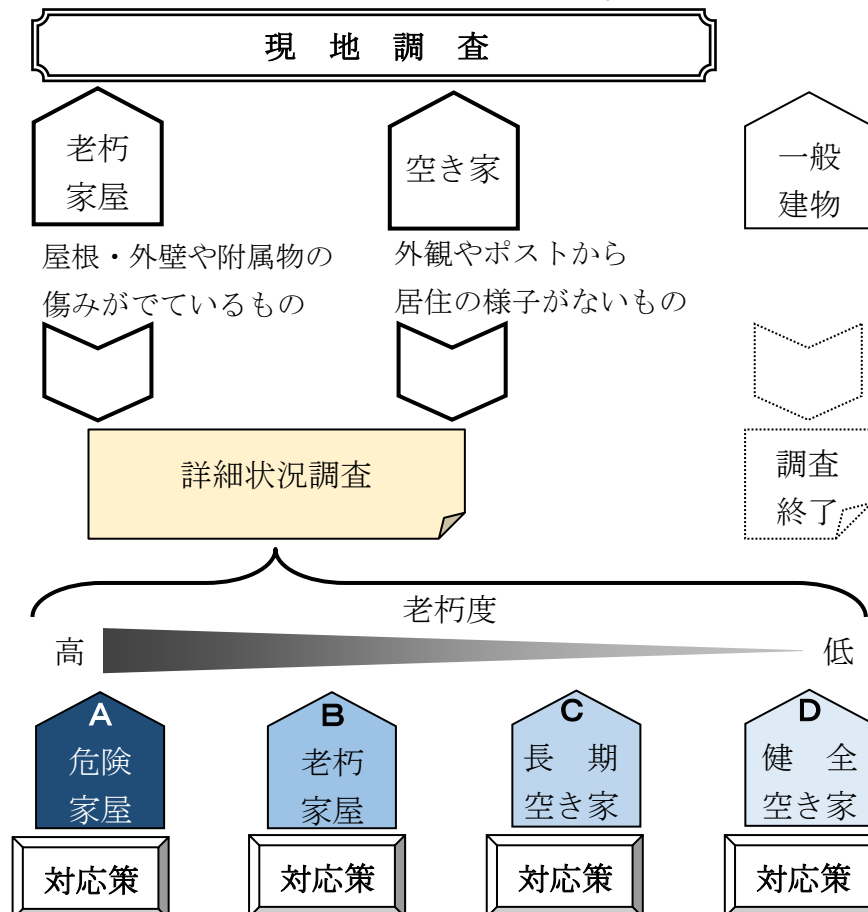 現地調査
老朽
家屋
空き家
一般
建物
屋根・外壁や附属物の
傷みがでているもの
外観やポストから
居住の様子がないもの
詳細状況調査
調査
終了
老朽度
高
低
A
危険
家屋
B
老朽
家屋
C
長期
空き家
D
健全
空き家
対応策
対応策
対応策
対応策